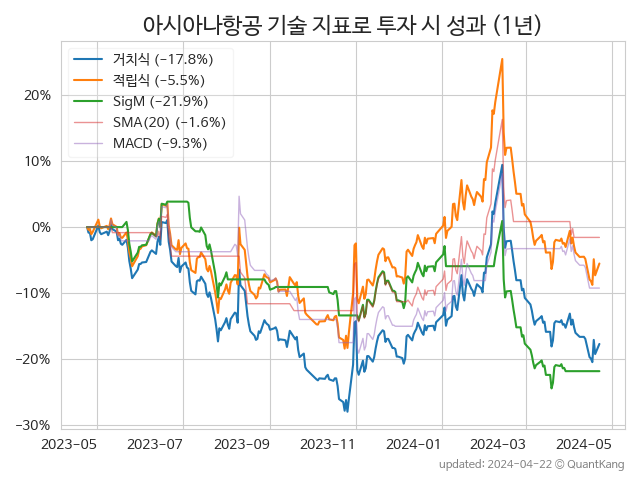 아시아나항공 기술 지표로 투자 시 성과 (1년)
거치식 (−17.8%)
적립식 (−5.5%)
SigM (−21.9%)
SMA(20) (−1.6%)
MACD (−9.3%)
20%
10%
0%
−10%
−20%
−30%
2023-05 2023-07 2023-09 2023-11 2024-01 2024-03 2024-05
updated: 2024-04-22 © QuantKang